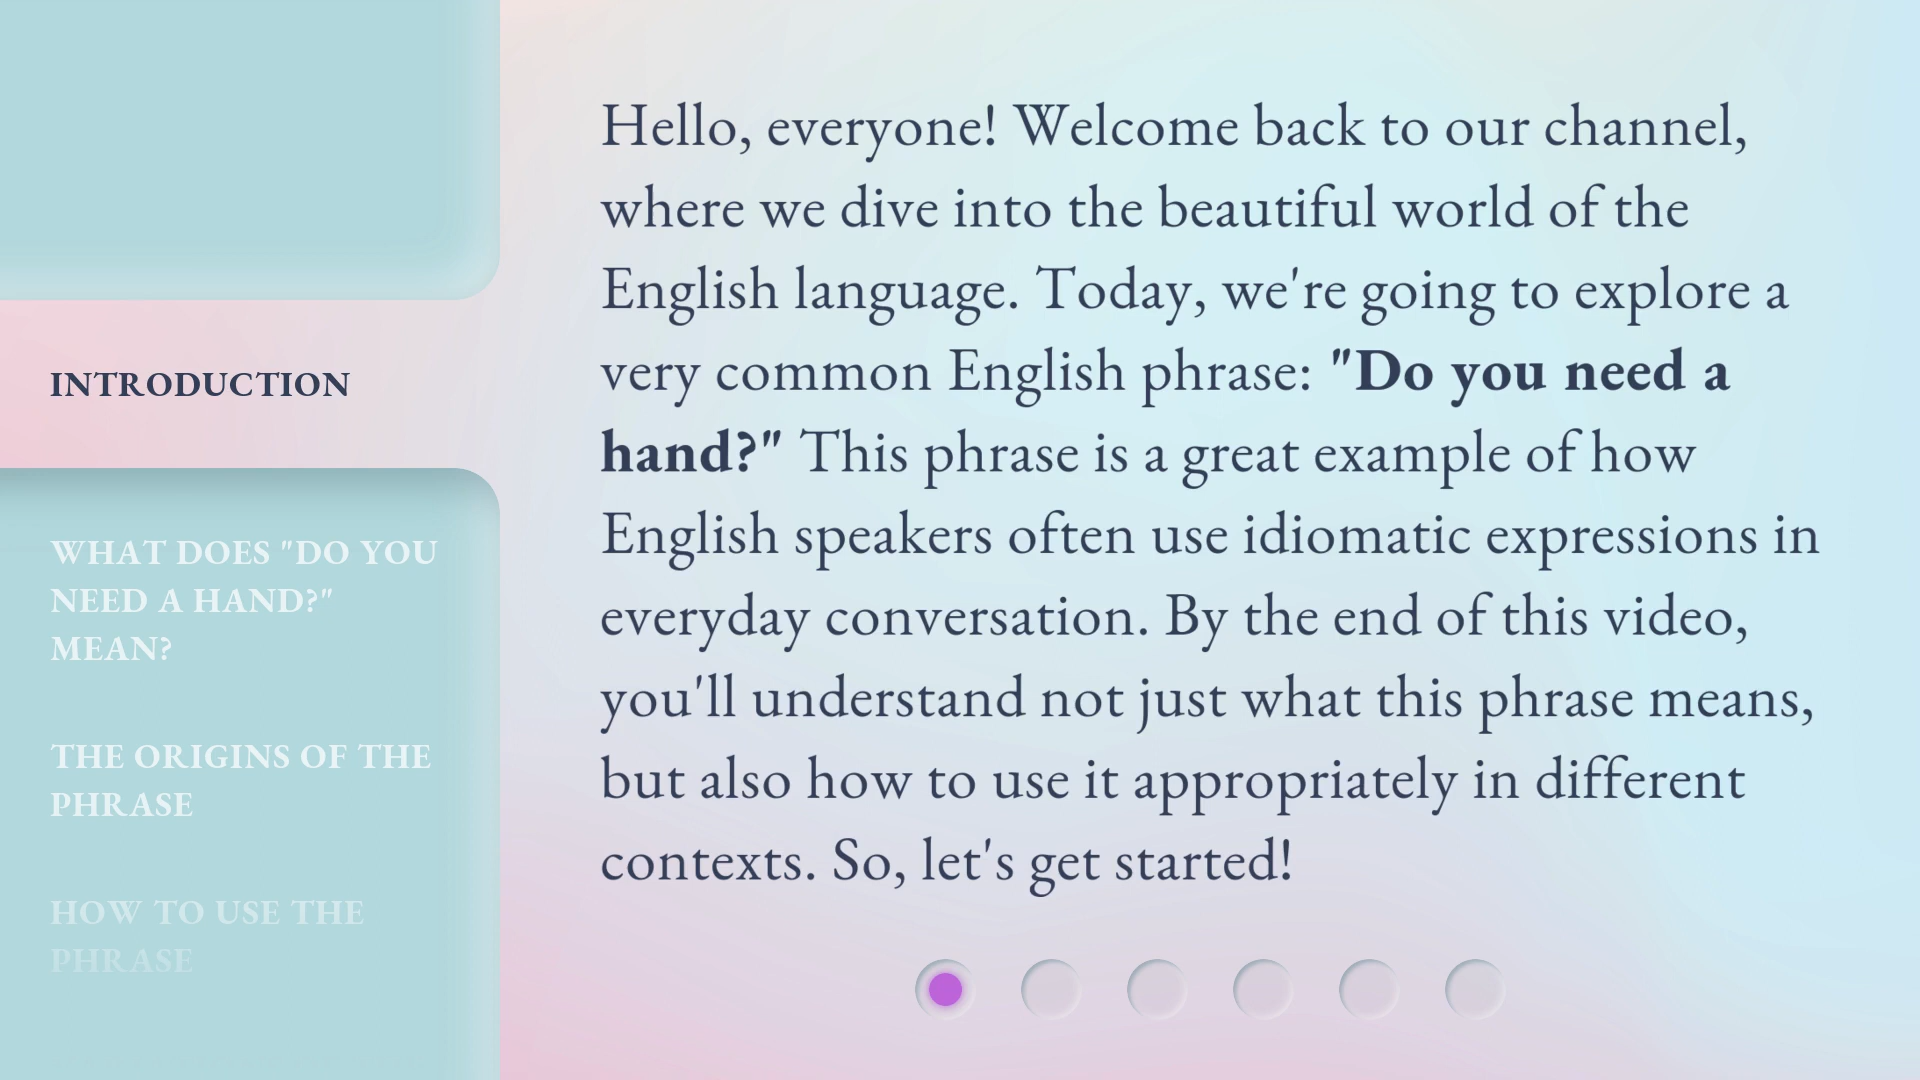 INTRODUCTION
WHAT DOES "DO YOU
NEED A HAND?"
MEAN?
THE ORIGINS OF THE
PHRASE
HOW TO USE THE
PHRASE
Hello, everyone! Welcome back to our channel,
where we dive into the beautiful world of the
English language. Today, we're going to explore a
very common English phrase: "Do you need a
hand?" This phrase is a great example of how
English speakers often use idiomatic expressions in
everyday conversation. By the end of this video,
you'll understand not just what this phrase means,
but also how to use it appropriately in different
contexts. So, let's get started!